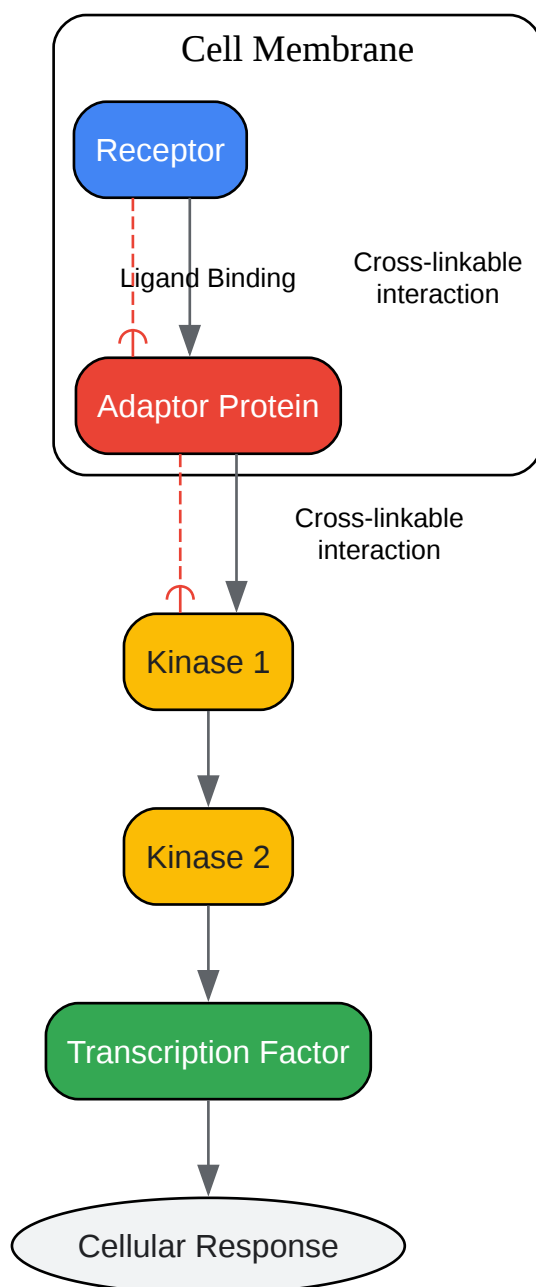 Cell Membrane
Receptor
Ligand Binding
Cross-linkable
interaction
Adaptor Protein
Cross-linkable
interaction
Kinase 1
Kinase 2
Transcription Factor
Cellular Response